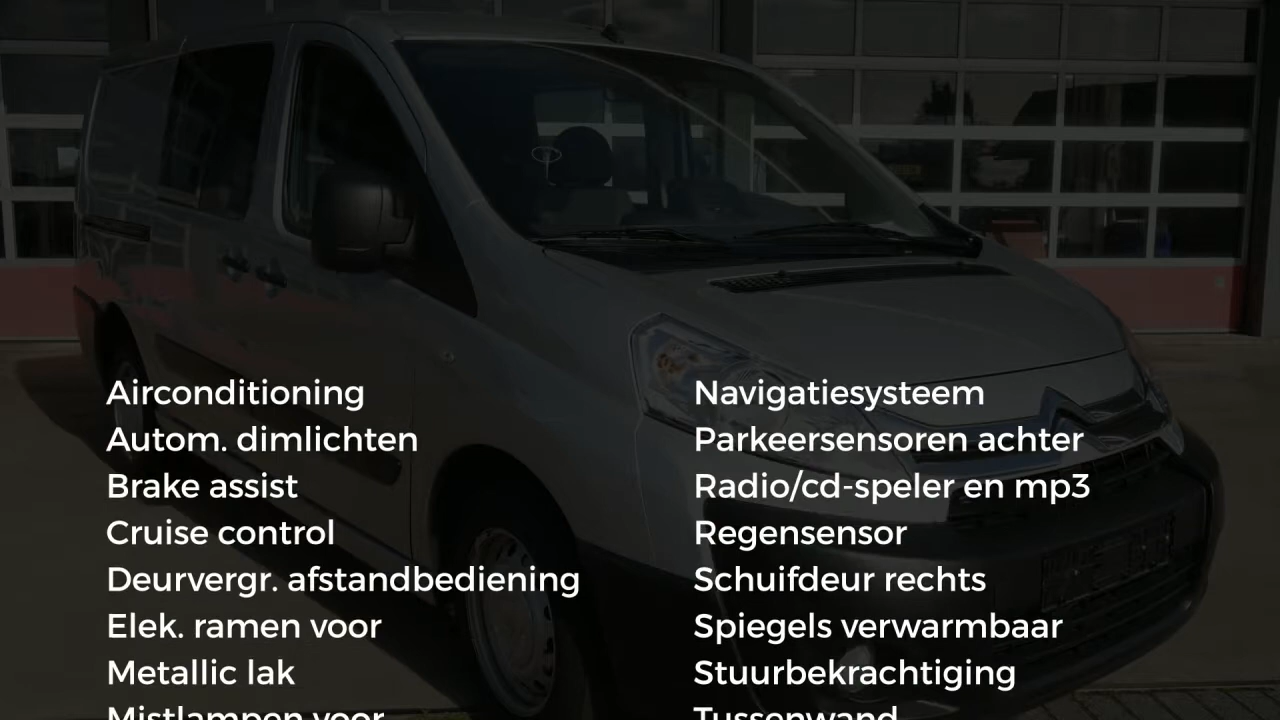 Airconditioning
Autom. dimlichten
Brake assist
Cruise control
Deurvergr. afstandbediening
Elek. ramen voor
Metallic lak
Mistlampen voor
Navigatiesysteem
Parkeersensoren achter
Radio/cd-speler en mp3
Regensensor
Schuifdeur rechts
Spiegels verwarmbaar
Stuurbekrachtiging
Tussenwand